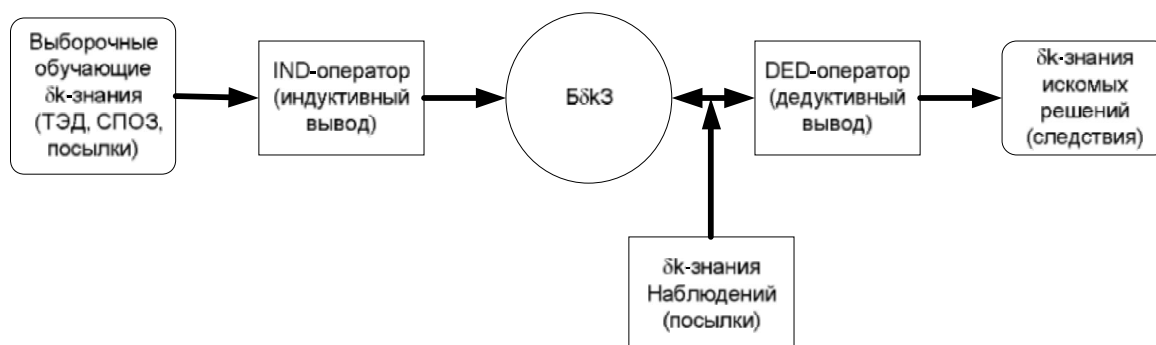 Выборочные
обучающие
δk-знания
(ТЭД, СПОЗ,
посылки)
IND-оператор
(индуктивный
вывод)
БδkЗ
DED-оператор
(дедуктивный
вывод)
δk-знания
искомых
решений
(следствия)
δk-знания
Наблюдений
(посылки)